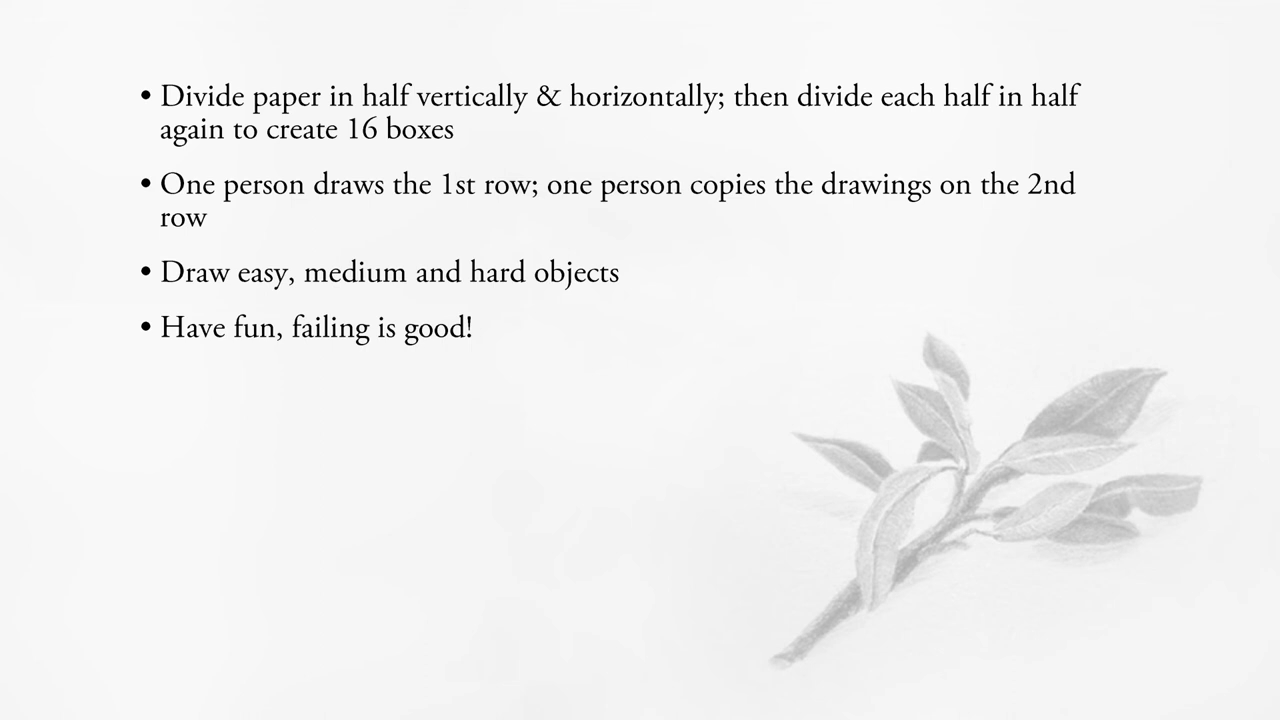 • Divide paper in half vertically & horizontally; then divide each half in half
again to create 16 boxes
• One person draws the 1st row; one person copies the drawings on the 2nd
row
• Draw easy, medium and hard objects
• Have fun, failing is good!